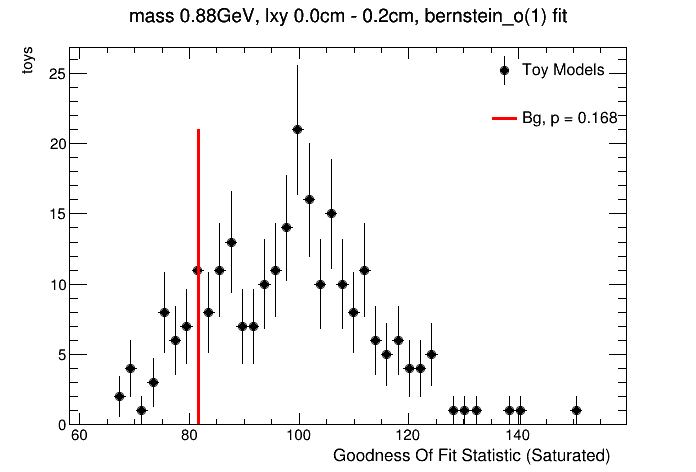 mass 0.88GeV, lxy 0.0cm - 0.2cm, bernstein_o(1) fit
toys
Toy Models
Bg, p = 0.168
25
20
15
10
5
0
60 80 100 120 140
Goodness Of Fit Statistic (Saturated)